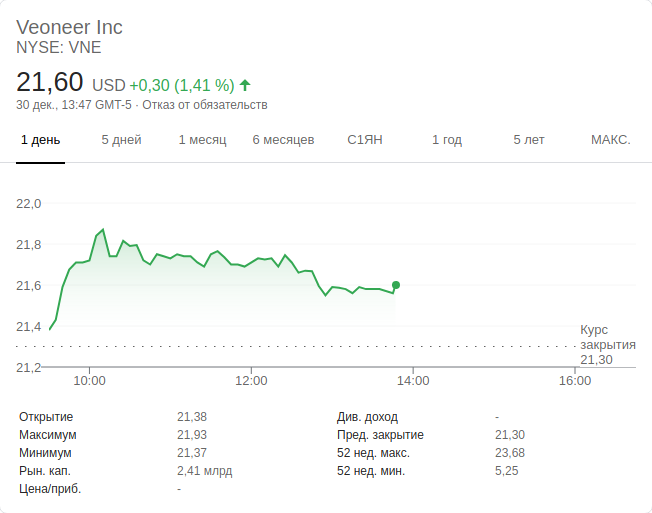 Veoneer Inc
NYSE: VNE
21,60 USD +0,30 (1,41 %)
30 дек., 13:47 GMT-5 · Отказ от обязательств
1 день 5 дней 1 месяц 6 месяцев С1ЯН 1 год 5 лет МАКС.
22,0
21,8
21,6
21,4
21,2
Курс
закрытия
21,30
10:00 12:00 14:00 16:00
Открытие 21,38 Див. доход -
Максимум 21,93 Пред. закрытие 21,30
Минимум 21,37 52 нед. макс. 23,68
Рын. кап. 2,41 млрд 52 нед. мин. 5,25
Цена/приб. -